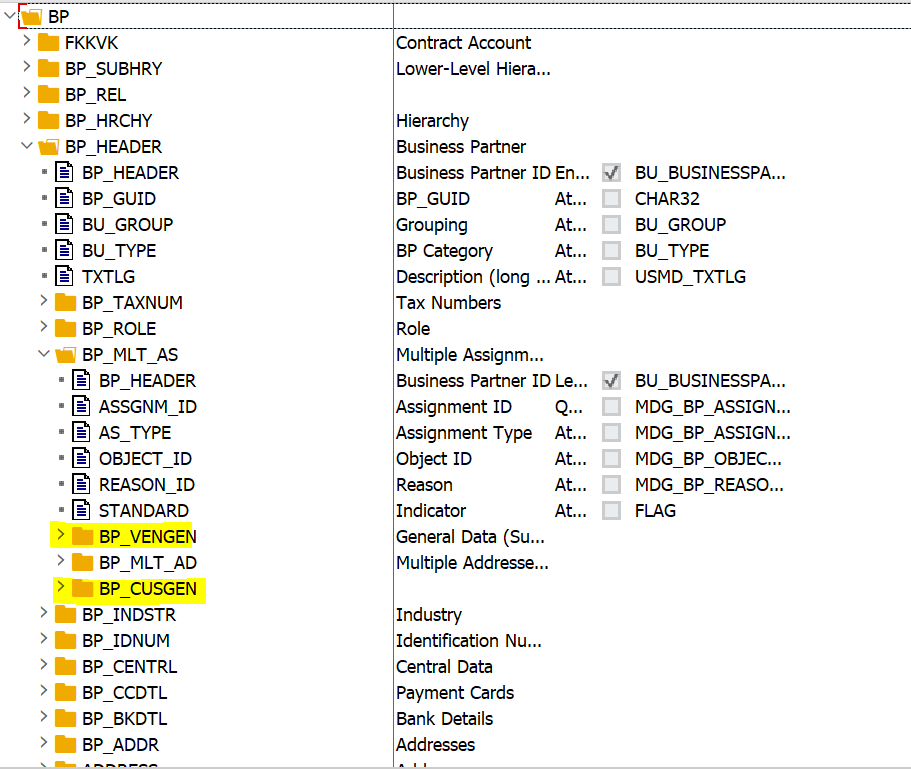 BP
FKKVK Contract Account
BP_SUBHRY Lower-Level Hiera...
BP_REL
BP_HRCHY Hierarchy
BP_HEADER Business Partner
BP_HEADER Business Partner ID En... BU_BUSINESSPA...
BP_GUID BP_GUID At... CHAR32
BU_GROUP Grouping At... BU_GROUP
BU_TYPE BP Category At... BU_TYPE
TXTLG Description (long ... At... USMD_TXTLG
BP_TAXNUM Tax Numbers
BP_ROLE Role
BP_MLT_AS Multiple Assignm...
BP_HEADER Business Partner ID Le... BU_BUSINESSPA...
ASSGNM_ID Assignment ID Q... MDG_BP_ASSIGN...
AS_TYPE Assignment Type At... MDG_BP_ASSIGN...
OBJECT_ID Object ID At... MDG_BP_OBJEC...
REASON_ID Reason At... MDG_BP_REASO...
STANDARD Indicator At... FLAG
BP_VENGEN General Data (Su...
BP_MLT_AD Multiple Addresse...
BP_CUSGEN
BP_INDSTR Industry
BP_IDNUM Identification Nu...
BP_CENTRL Central Data
BP_CCDTL Payment Cards
BP_BKDTL Bank Details
BP_ADDR Addresses